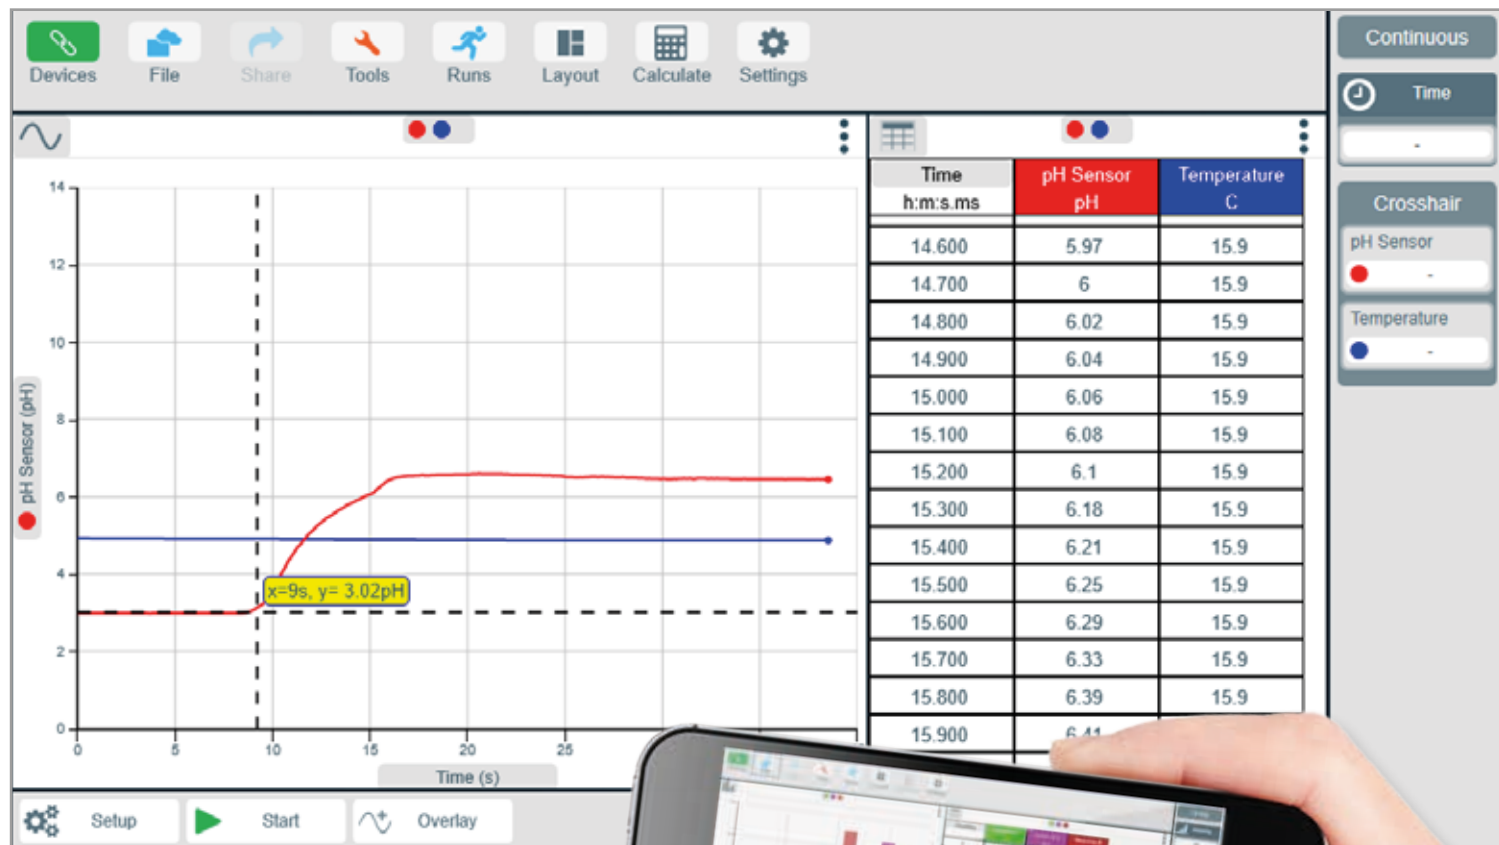 Devices
File
Share
Tools
Runs
Layout
Calculate
Settings
Continuous
Time
-
Crosshair
pH Sensor
-
Temperature
-
14
12
10
8
6
4
2
0
pH Sensor (pH)
x=9s, y= 3.02pH
0
5
10
15
20
25
Time (s)
Time pH Sensor Temperature
h:m:s.ms pH C
14.600 5.97 15.9
14.700 6 15.9
14.800 6.02 15.9
14.900 6.04 15.9
15.000 6.06 15.9
15.100 6.08 15.9
15.200 6.1 15.9
15.300 6.18 15.9
15.400 6.21 15.9
15.500 6.25 15.9
15.600 6.29 15.9
15.700 6.33 15.9
15.800 6.39 15.9
15.900 6.41
Setup
Start
Overlay